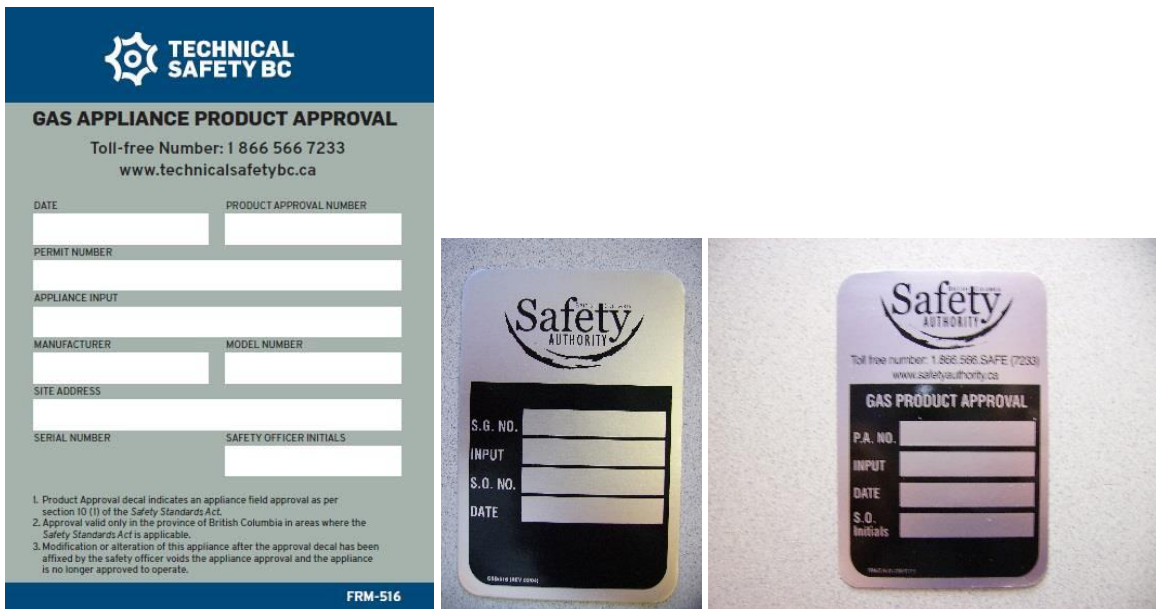 TECHNICAL
SAFETY BC
GAS APPLIANCE PRODUCT APPROVAL
Toll-free Number: 1 866 566 7233
www.technicalsafetybc.ca
DATE
PRODUCT APPROVAL NUMBER
PERMIT NUMBER
APPLIANCE INPUT
MANUFACTURER
MODEL NUMBER
SITE ADDRESS
SERIAL NUMBER
SAFETY OFFICER INITIALS
1. Product Approval decal indicates an appliance field approval as per
section 10 (1) of the Safety Standards Act.
2. Approval valid only in the province of British Columbia in areas where the
Safety Standards Act is applicable.
3. Modification or alteration of this appliance after the approval decal has been
affixed by the safety officer voids the appliance approval and the appliance
is no longer approved to operate.
FRM-516
Safety
AUTHORITY
S.G. NO.
INPUT
S.O. NO.
DATE
Safety
AUTHORITY
Toll free number: 1.866.566.SAFE (7233)
www.safetyauthority.ca
GAS PRODUCT APPROVAL
P.A. NO.
INPUT
DATE
S.O.
Initials